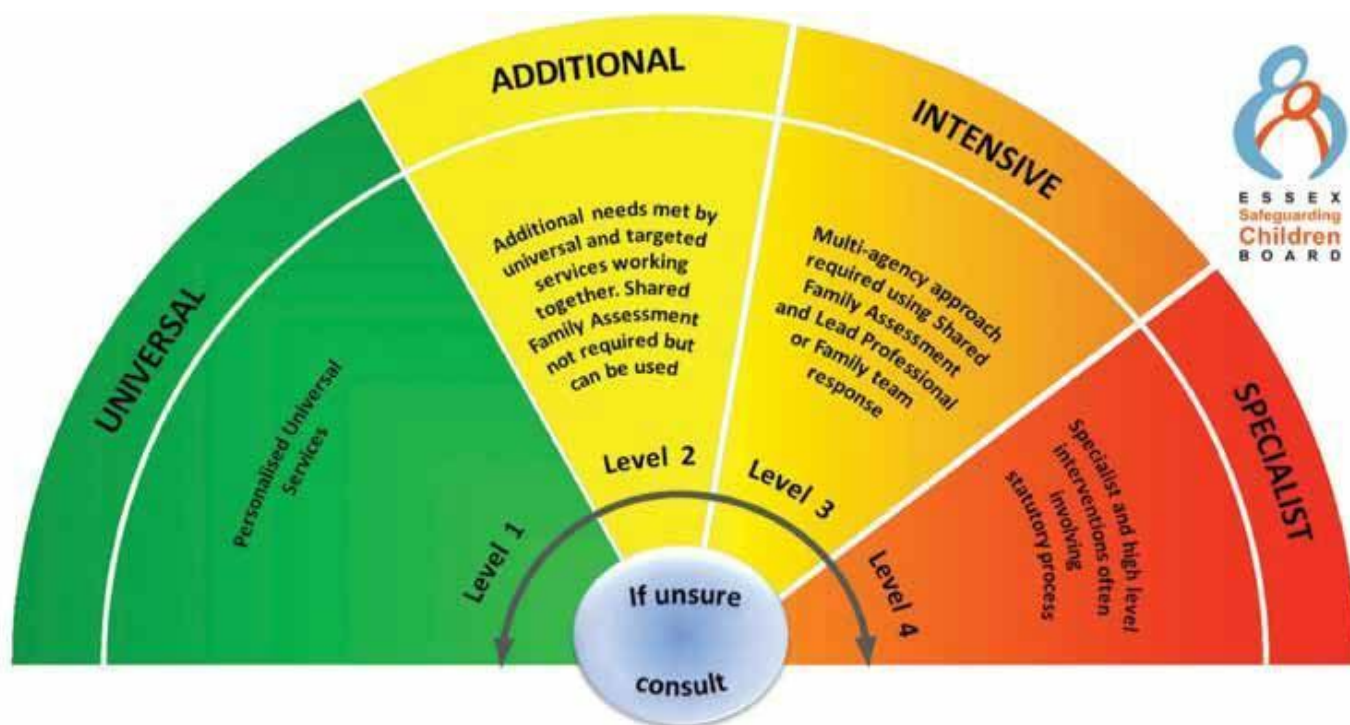 UNIVERSAL
Personalised Universal
Services
Level 1
ADDITIONAL
Additional needs met by
universal and targeted
services working
together. Shared
Family Assessment
not required but
can be used
Level 2
INTENSIVE
Multi-agency approach
required using Shared
Family Assessment
and Lead Professional
or Family team
response
Level 3
SPECIALIST
Specialist and high level
interventions often
involving
statutory process
Level 4
If unsure
consult
ESSEX
Safeguarding
Children
BOARD